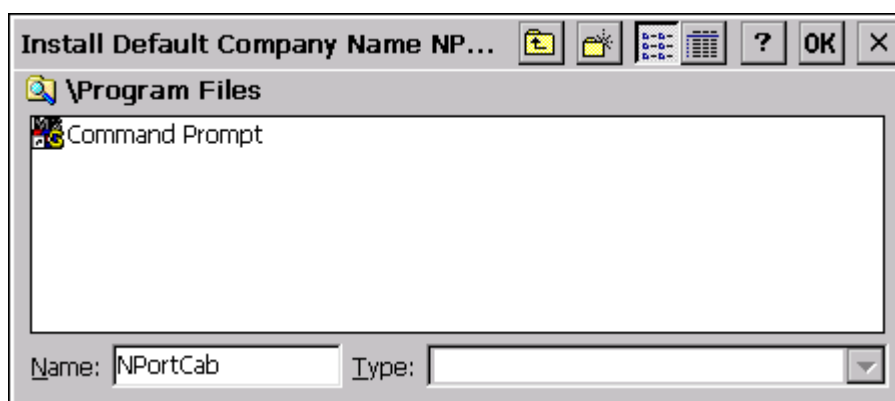 Install Default Company Name NP... ? OK ×
\Program Files
Command Prompt
Name: NPortCab Type: